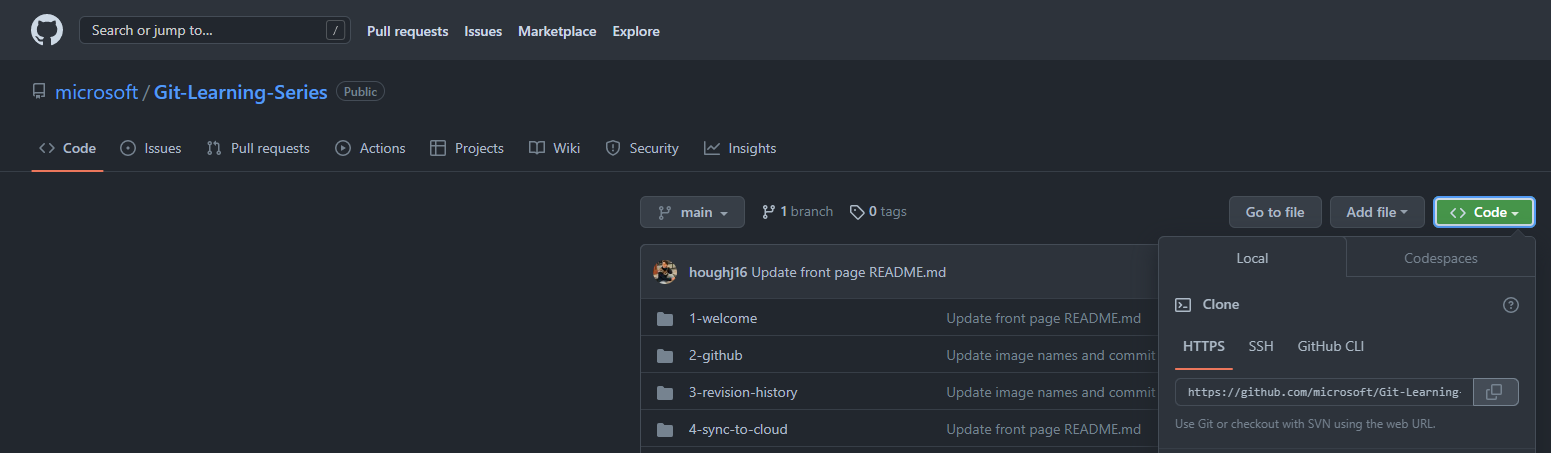 Search or jump to... /
Pull requests Issues Marketplace Explore
microsoft / Git-Learning-Series Public
Code Issues Pull requests Actions Projects Wiki Security Insights
main 1 branch 0 tags Go to file Add file Code
Local Codespaces
houghj16 Update front page README.md
Clone
1-welcome Update front page README.md
HTTPS SSH GitHub CLI
2-github Update image names and commit
3-revision-history Update image names and commit
https://github.com/microsoft/Git-Learning-
Use Git or checkout with SVN using the web URL.
4-sync-to-cloud Update front page README.md